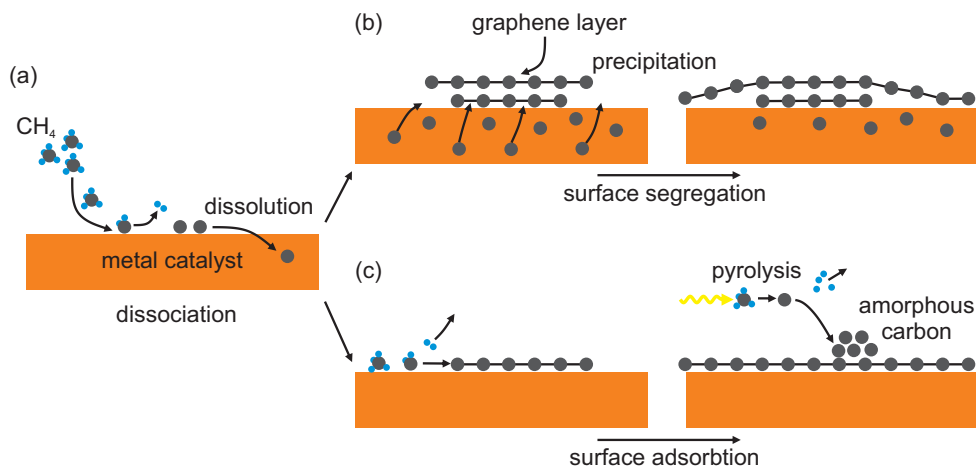 (a)
CH4
dissolution
metal catalyst
dissociation
(b)
graphene layer
precipitation
surface segregation
(c)
pyrolysis
amorphous
carbon
surface adsorbtion